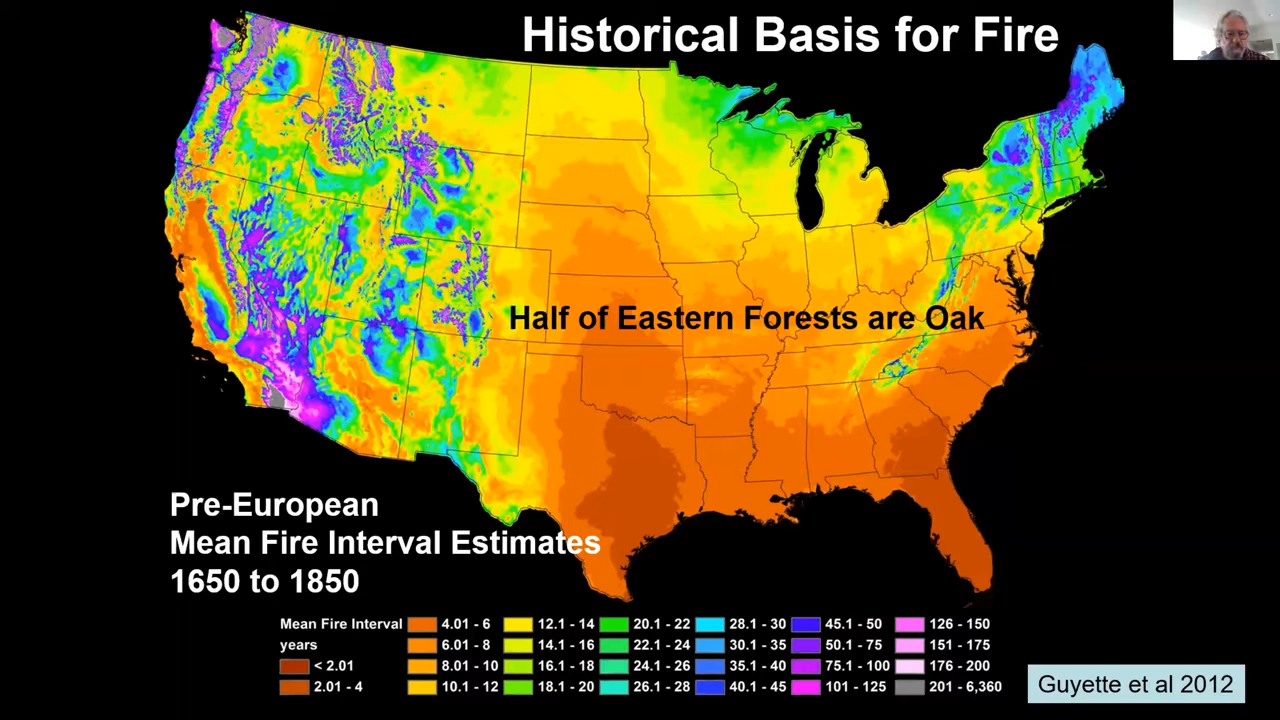 Historical Basis for Fire
Half of Eastern Forests are Oak
Pre-European
Mean Fire Interval Estimates
1650 to 1850
Mean Fire Interval
years
< 2.01
2.01 - 4
4.01 - 6
6.01 - 8
8.01 - 10
10.1 - 12
12.1 - 14
14.1 - 16
16.1 - 18
18.1 - 20
20.1 - 22
22.1 - 24
24.1 - 26
26.1 - 28
28.1 - 30
30.1 - 35
35.1 - 40
40.1 - 45
45.1 - 50
50.1 - 75
75.1 - 100
101 - 125
126 - 150
151 - 175
176 - 200
201 - 6,360
Guyette et al 2012